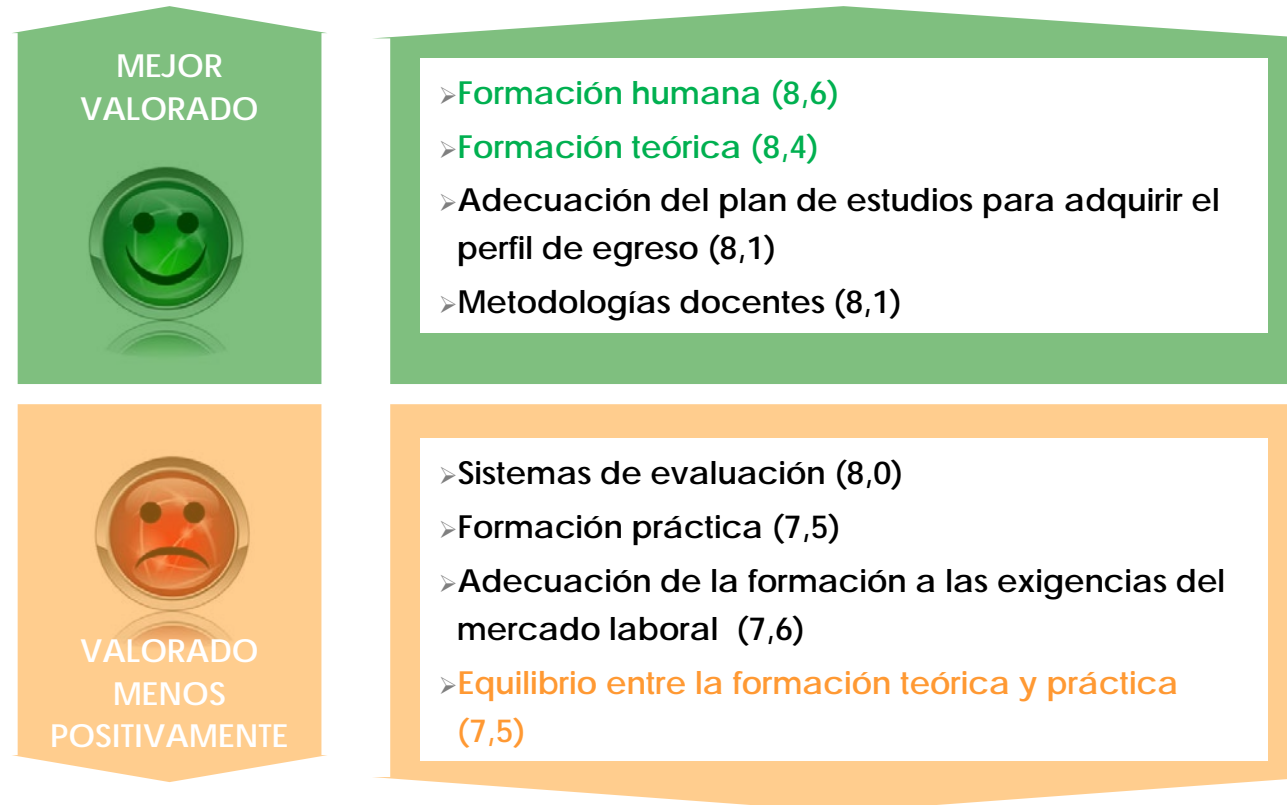 MEJOR
VALORADO
➢Formación humana (8,6)
➢Formación teórica (8,4)
➢Adecuación del plan de estudios para adquirir el
perfil de egreso (8,1)
➢Metodologías docentes (8,1)
VALORADO
MENOS
POSITIVAMENTE
➢Sistemas de evaluación (8,0)
➢Formación práctica (7,5)
➢Adecuación de la formación a las exigencias del
mercado laboral (7,6)
➢Equilibrio entre la formación teórica y práctica
(7,5)